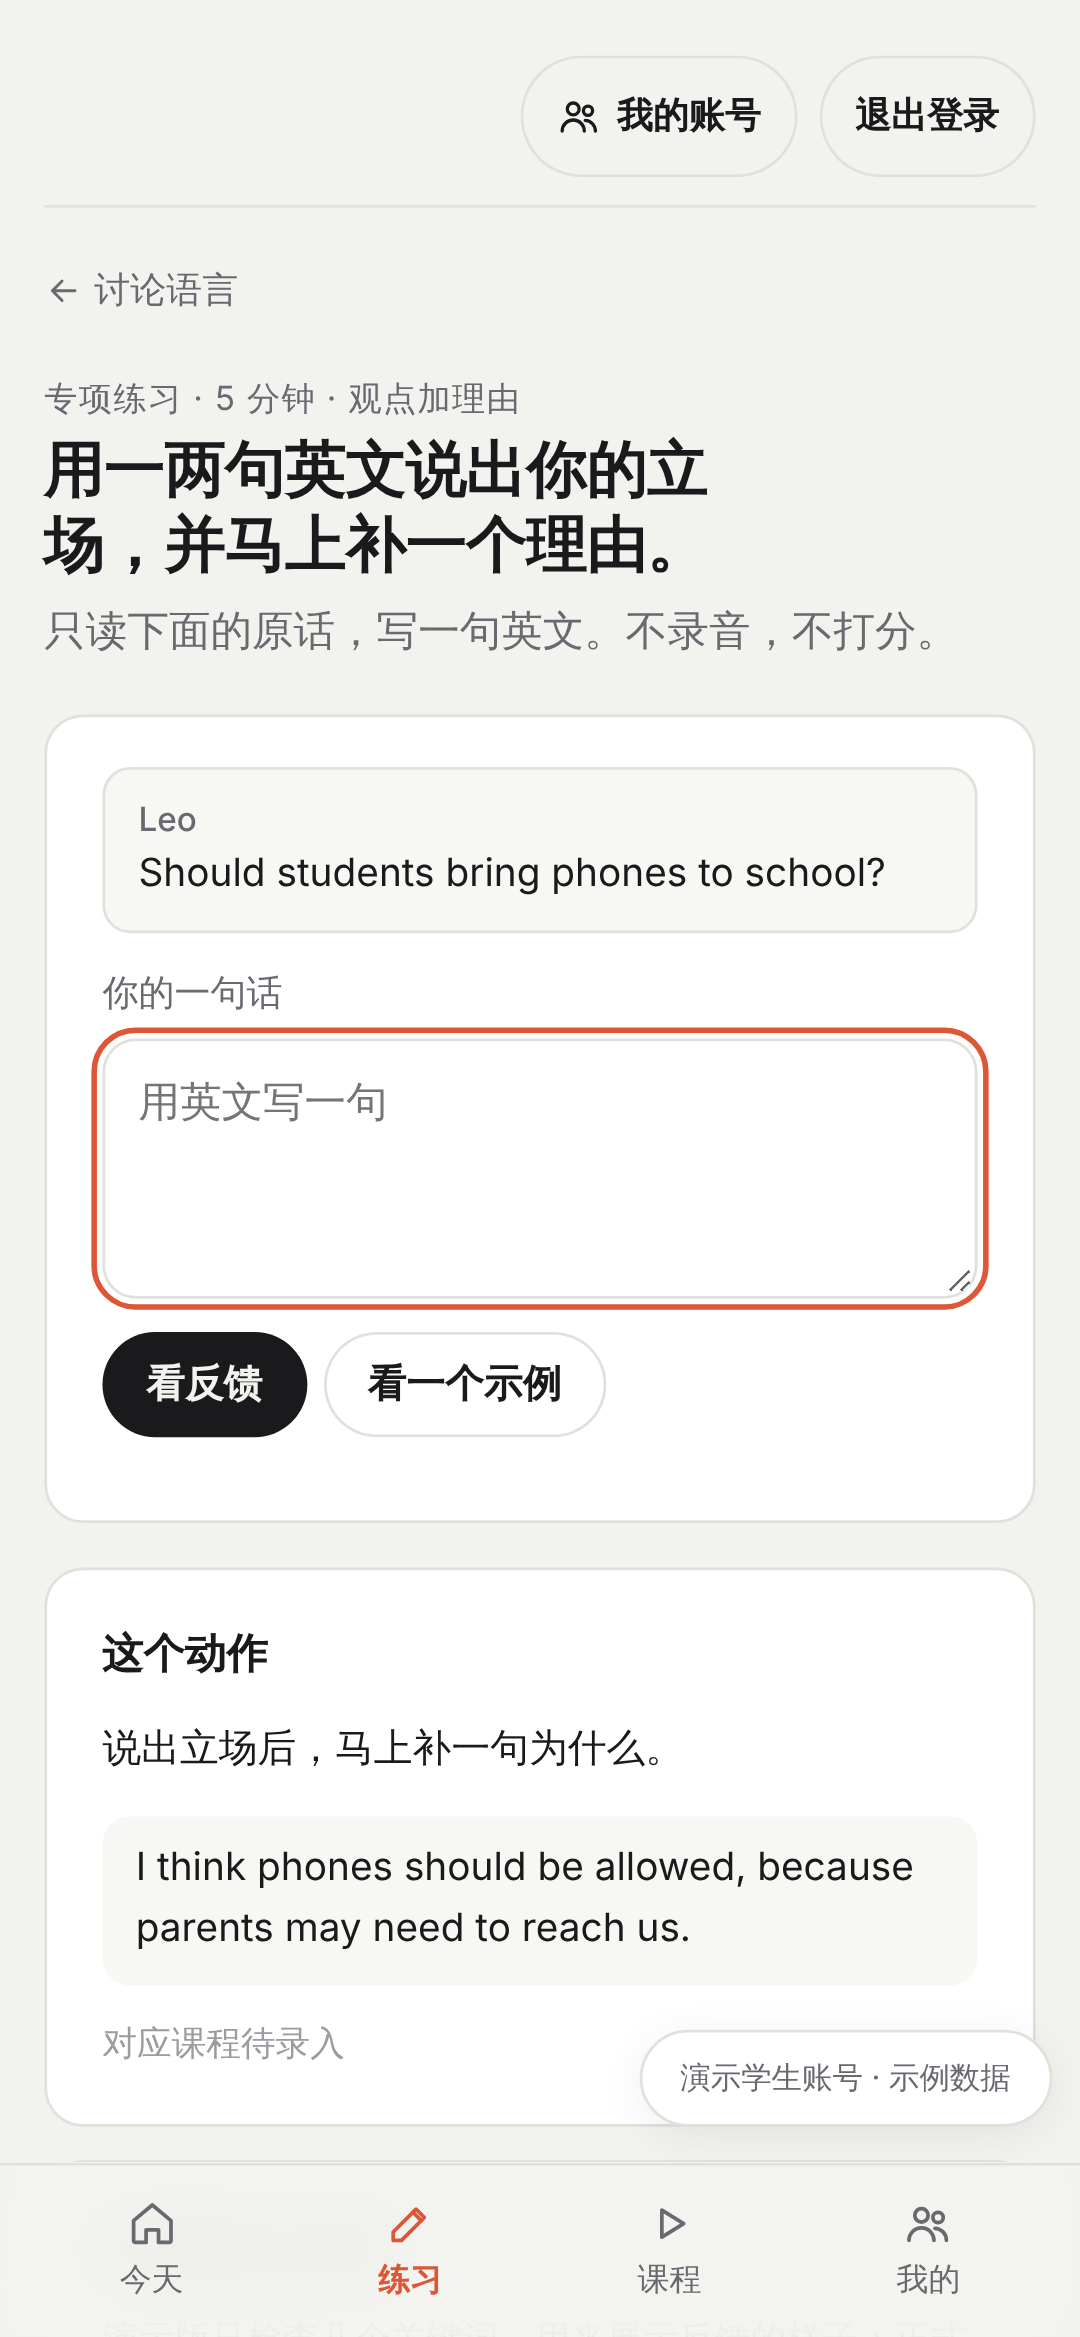 我的账号
退出登录
← 讨论语言
专项练习 · 5 分钟 · 观点加理由
用一两句英文说出你的立
场，并马上补一个理由。
只读下面的原话，写一句英文。不录音，不打分。
Leo
Should students bring phones to school?
你的一句话
用英文写一句
看反馈
看一个示例
这个动作
说出立场后，马上补一句为什么。
I think phones should be allowed, because
parents may need to reach us.
对应课程待录入
演示学生账号 · 示例数据
今天
练习
课程
我的